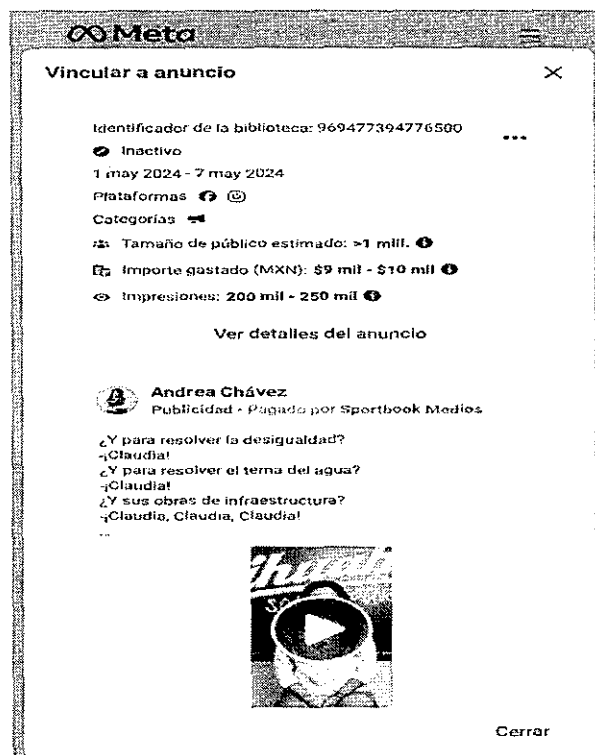 Meta
Vincular a anuncio
Identificador de la biblioteca: 969477394776500
Inactivo
1 may 2024 - 7 may 2024
Plataformas
Categorías
Tamaño de público estimado: >1 mill.
Importe gastado (MXN): $9 mil - $10 mil
Impresiones: 200 mil - 250 mil
Ver detalles del anuncio
Andrea Chávez
Publicidad • Pagado por Sportbook Medios
¿Y para resolver la desigualdad?
-¡Claudia!
¿Y para resolver el tema del agua?
-¡Claudia!
¿Y sus obras de infraestructura?
-¡Claudia, Claudia, Claudia!
...
Cerrar